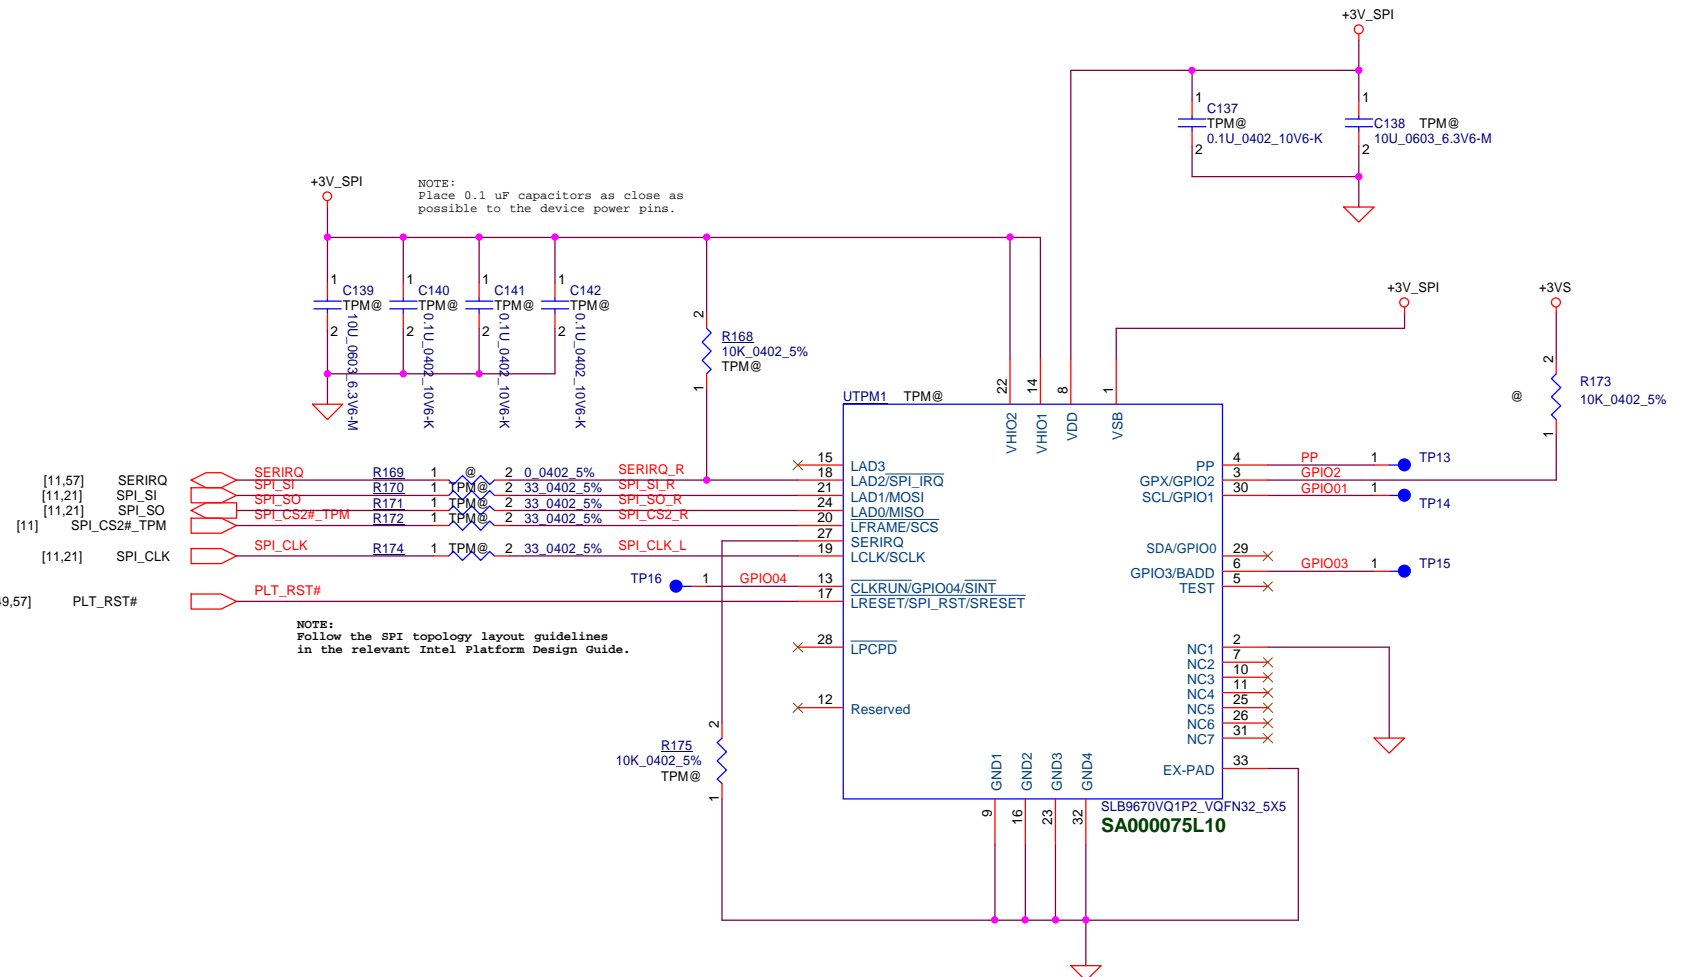 +3V_SPI
C137
TPM@
0.1U_0402_10V6-K
1
2
C138 TPM@
10U_0603_6.3V6-M
1
2
+3V_SPI
NOTE:
Place 0.1 uF capacitors as close as
possible to the device power pins.
1
2
C139
TPM@
10U_0603_6.3V6-M
1
2
C140
TPM@
0.1U_0402_10V6-K
1
2
C141
TPM@
0.1U_0402_10V6-K
1
2
C142
TPM@
0.1U_0402_10V6-K
2
R168
10K_0402_5%
TPM@
1
+3V_SPI
+3VS
2
R173
10K_0402_5%
@
1
UTPM1 TPM@
22
14
8
1
VHIO2
VHIO1
VDD
VSB
[11,57] SERIRQ
SERIRQ R169 1 @ 2 0_0402_5% SERIRQ_R
[11,21] SPI_SI
SPI_SI R170 1 TPM@ 2 33_0402_5% SPI_SI_R
[11,21] SPI_SO
SPI_SO R171 1 TPM@ 2 33_0402_5% SPI_SO_R
[11] SPI_CS2#_TPM
SPI_CS2#_TPM R172 1 TPM@ 2 33_0402_5% SPI_CS2_R
[11,21] SPI_CLK
SPI_CLK R174 1 TPM@ 2 33_0402_5% SPI_CLK_L
TP16 1 GPIO04
9,57] PLT_RST#
PLT_RST#
NOTE:
Follow the SPI topology layout guidelines
in the relevant Intel Platform Design Guide.
15 LAD3
18 LAD2/SPI_IRQ
21 LAD1/MOSI
24 LAD0/MISO
20 LFRAME/SCS
27 SERIRQ
19 LCLK/SCLK
13 CLKRUN/GPIO04/SINT
17 LRESET/SPI_RST/SRESET
28 LPCPD
12 Reserved
PP 4 PP 1 TP13
GPX/GPIO2 3 GPIO2
SCL/GPIO1 30 GPIO01 1 TP14
SDA/GPIO0 29
GPIO3/BADD 6 GPIO03 1 TP15
TEST 5
NC1 2
NC2 7
NC3 10
NC4 11
NC5 25
NC6 26
NC7 31
EX-PAD 33
2
R175
10K_0402_5%
TPM@
1
GND1
GND2
GND3
GND4
9
16
23
32
SLB9670VQ1P2_VQFN32_5X5
SA000075L10